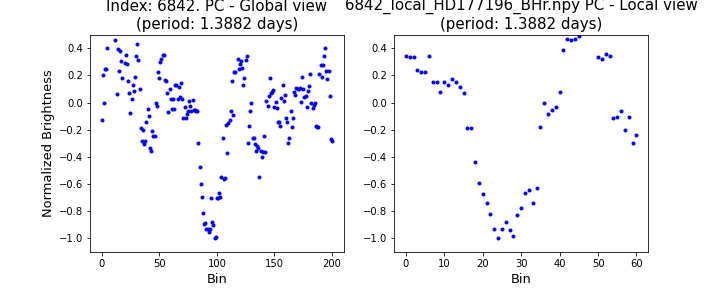 Index: 6842. PC - Global view
(period: 1.3882 days)
6842_local_HD177196_BHr.npy PC - Local view
(period: 1.3882 days)
Normalized Brightness
0.4
0.2
0.0
−0.2
−0.4
−0.6
−0.8
−1.0
0 50 100 150 200
Bin
0.4
0.2
0.0
−0.2
−0.4
−0.6
−0.8
−1.0
0 10 20 30 40 50 60
Bin